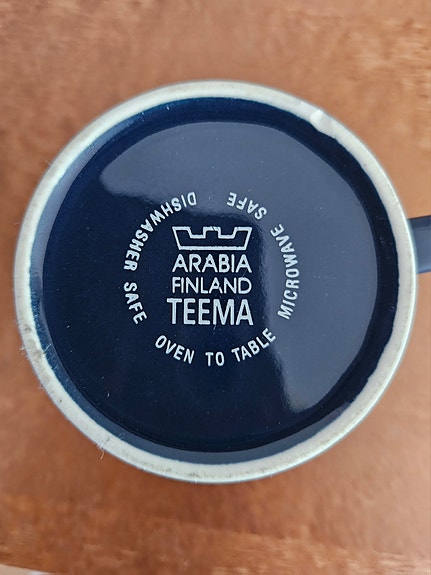 ARABIA
FINLAND
TEEMA
DISHWASHER SAFE
OVEN TO TABLE
MICROWAVE SAFE